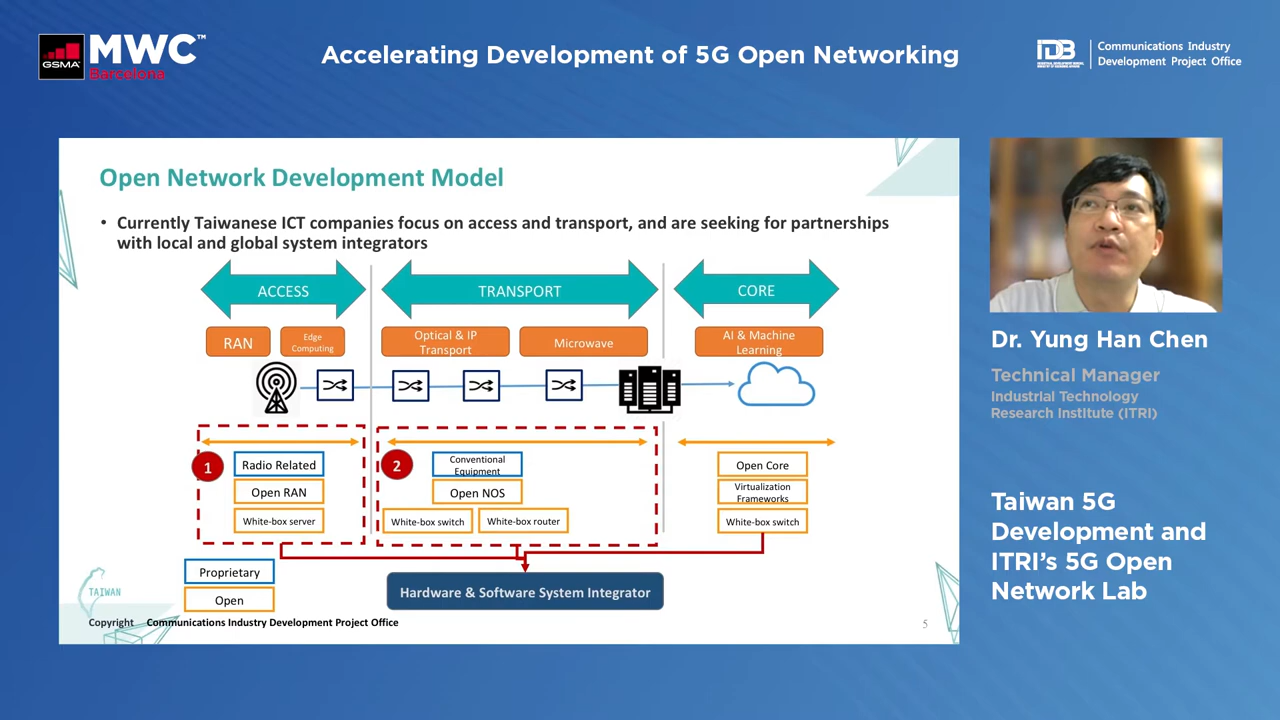 GSMA
MWC™
Barcelona
Accelerating Development of 5G Open Networking
IDB
Communications Industry
Development Project Office
Open Network Development Model
• Currently Taiwanese ICT companies focus on access and transport, and are seeking for partnerships
with local and global system integrators
ACCESS
TRANSPORT
CORE
RAN
Edge
Computing
Optical & IP
Transport
Microwave
AI & Machine
Learning
1
Radio Related
Open RAN
White-box server
2
Conventional
Equipment
Open NOS
White-box switch
White-box router
Open Core
Virtualization
Frameworks
White-box switch
Proprietary
Open
Hardware & Software System Integrator
TAIWAN
Copyright Communications Industry Development Project Office
5
Dr. Yung Han Chen
Technical Manager
Industrial Technology
Research Institute (ITRI)
Taiwan 5G
Development and
ITRI's 5G Open
Network Lab